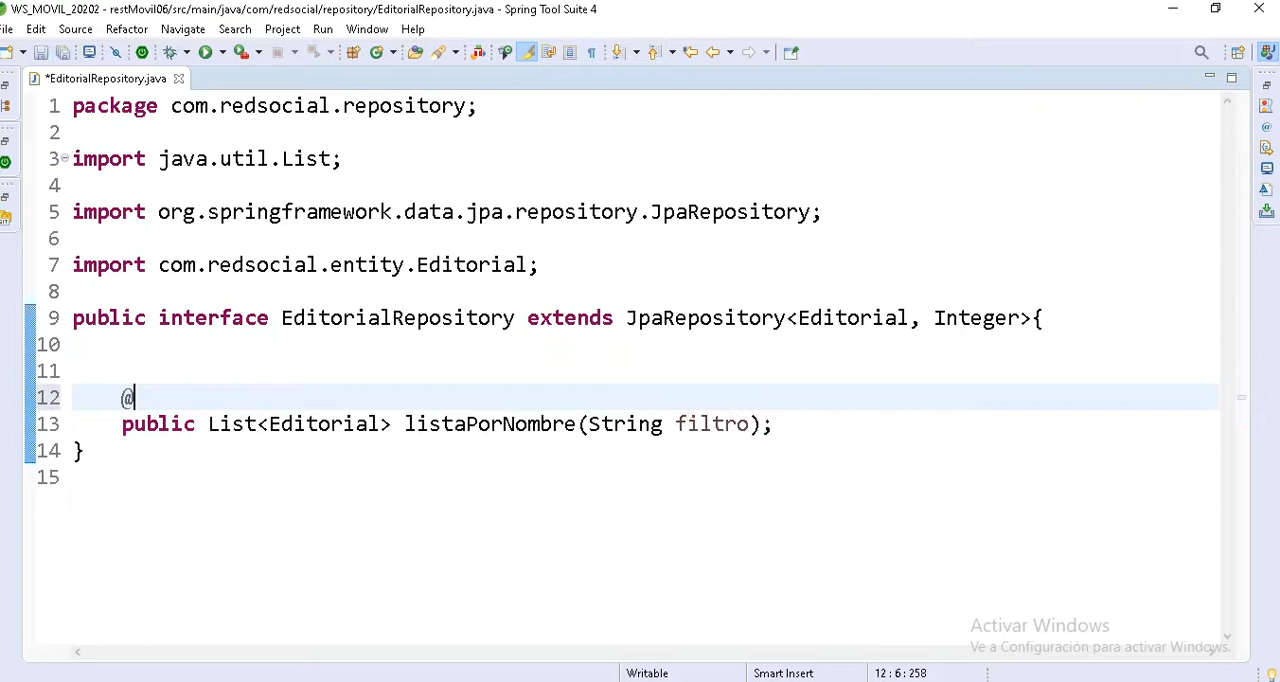 WS_MOVIL_20202 - restMovil06/src/main/java/com/redsocial/repository/EditorialRepository.java - Spring Tool Suite 4
File Edit Source Refactor Navigate Search Project Run Window Help
*EditorialRepository.java
1 package com.redsocial.repository;
2
3 import java.util.List;
4
5 import org.springframework.data.jpa.repository.JpaRepository;
6
7 import com.redsocial.entity.Editorial;
8
9 public interface EditorialRepository extends JpaRepository<Editorial, Integer>{
10
11
12 @
13 public List<Editorial> listaPorNombre(String filtro);
14 }
15
Activar Windows
Ve a Configuración para activar Windows.
Writable Smart Insert 12 : 6 : 258